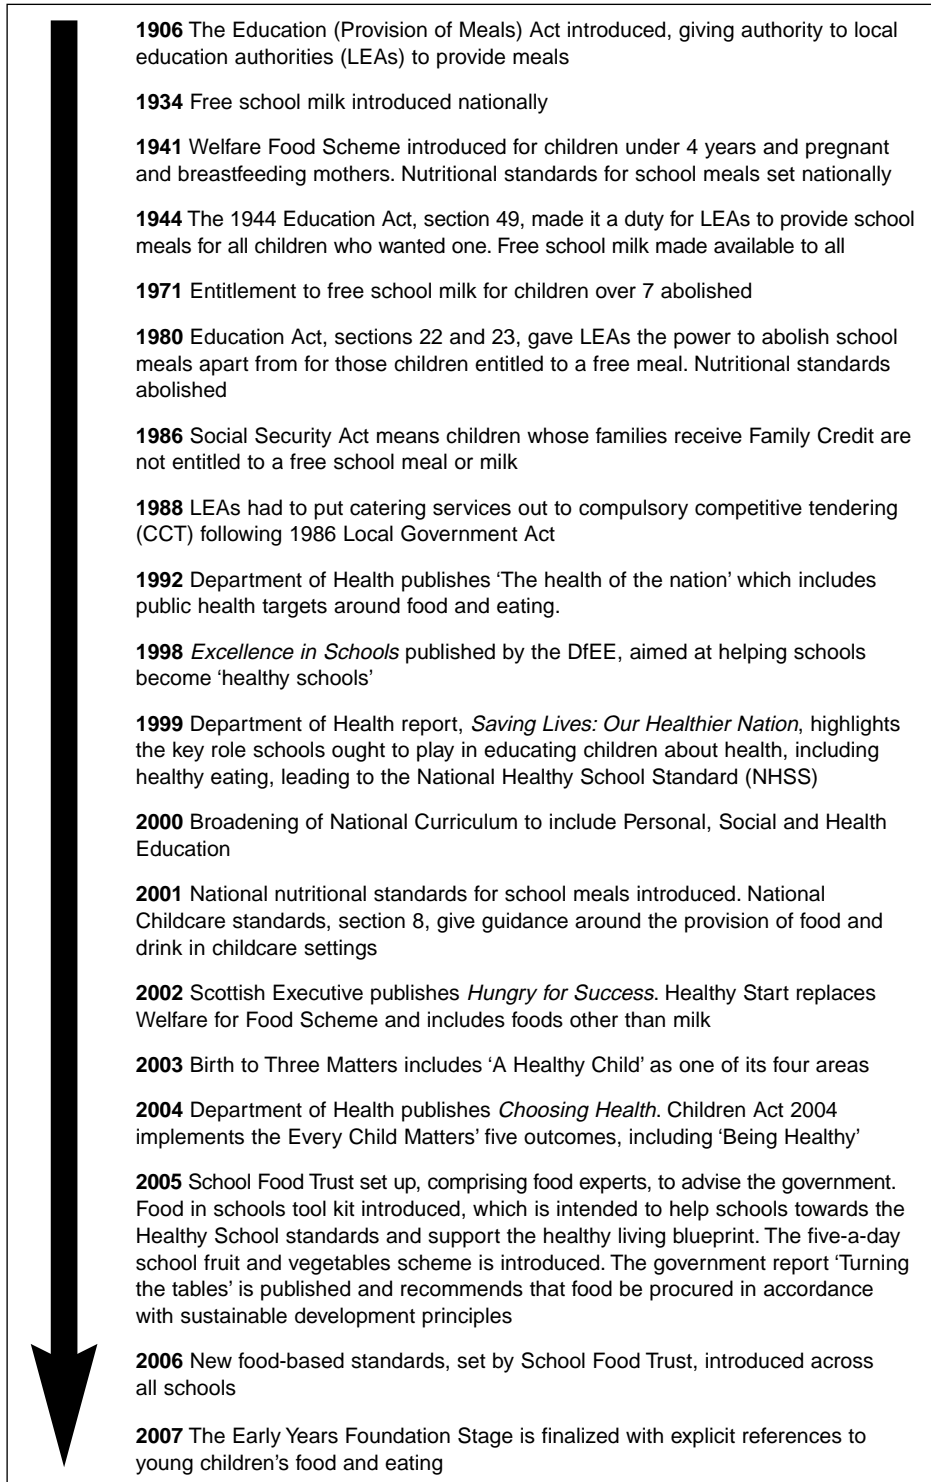 1906 The Education (Provision of Meals) Act introduced, giving authority to local
education authorities (LEAs) to provide meals
1934 Free school milk introduced nationally
1941 Welfare Food Scheme introduced for children under 4 years and pregnant
and breastfeeding mothers. Nutritional standards for school meals set nationally
1944 The 1944 Education Act, section 49, made it a duty for LEAs to provide school
meals for all children who wanted one. Free school milk made available to all
1971 Entitlement to free school milk for children over 7 abolished
1980 Education Act, sections 22 and 23, gave LEAs the power to abolish school
meals apart from for those children entitled to a free meal. Nutritional standards
abolished
1986 Social Security Act means children whose families receive Family Credit are
not entitled to a free school meal or milk
1988 LEAs had to put catering services out to compulsory competitive tendering
(CCT) following 1986 Local Government Act
1992 Department of Health publishes ‘The health of the nation’ which includes
public health targets around food and eating.
1998 Excellence in Schools published by the DfEE, aimed at helping schools
become ‘healthy schools’
1999 Department of Health report, Saving Lives: Our Healthier Nation, highlights
the key role schools ought to play in educating children about health, including
healthy eating, leading to the National Healthy School Standard (NHSS)
2000 Broadening of National Curriculum to include Personal, Social and Health
Education
2001 National nutritional standards for school meals introduced. National
Childcare standards, section 8, give guidance around the provision of food and
drink in childcare settings
2002 Scottish Executive publishes Hungry for Success. Healthy Start replaces
Welfare for Food Scheme and includes foods other than milk
2003 Birth to Three Matters includes ‘A Healthy Child’ as one of its four areas
2004 Department of Health publishes Choosing Health. Children Act 2004
implements the Every Child Matters’ five outcomes, including ‘Being Healthy’
2005 School Food Trust set up, comprising food experts, to advise the government.
Food in schools tool kit introduced, which is intended to help schools towards the
Healthy School standards and support the healthy living blueprint. The five-a-day
school fruit and vegetables scheme is introduced. The government report ‘Turning
the tables’ is published and recommends that food be procured in accordance
with sustainable development principles
2006 New food-based standards, set by School Food Trust, introduced across
all schools
2007 The Early Years Foundation Stage is finalized with explicit references to
young children’s food and eating